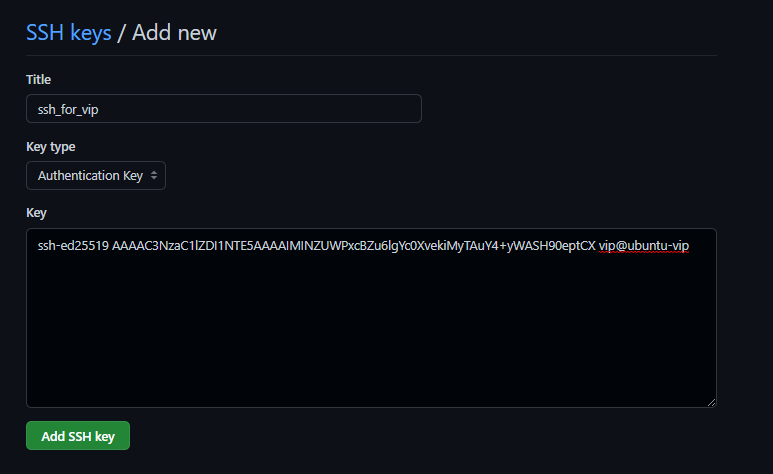 SSH keys / Add new
Title
ssh_for_vip
Key type
Authentication Key
Key
ssh-ed25519 AAAAC3NzaC1lZDI1NTE5AAAAIMINZUWPxcBZu6lgYc0XvekiMyTAuY4+yWASH90eptCX vip@ubuntu-vip
Add SSH key